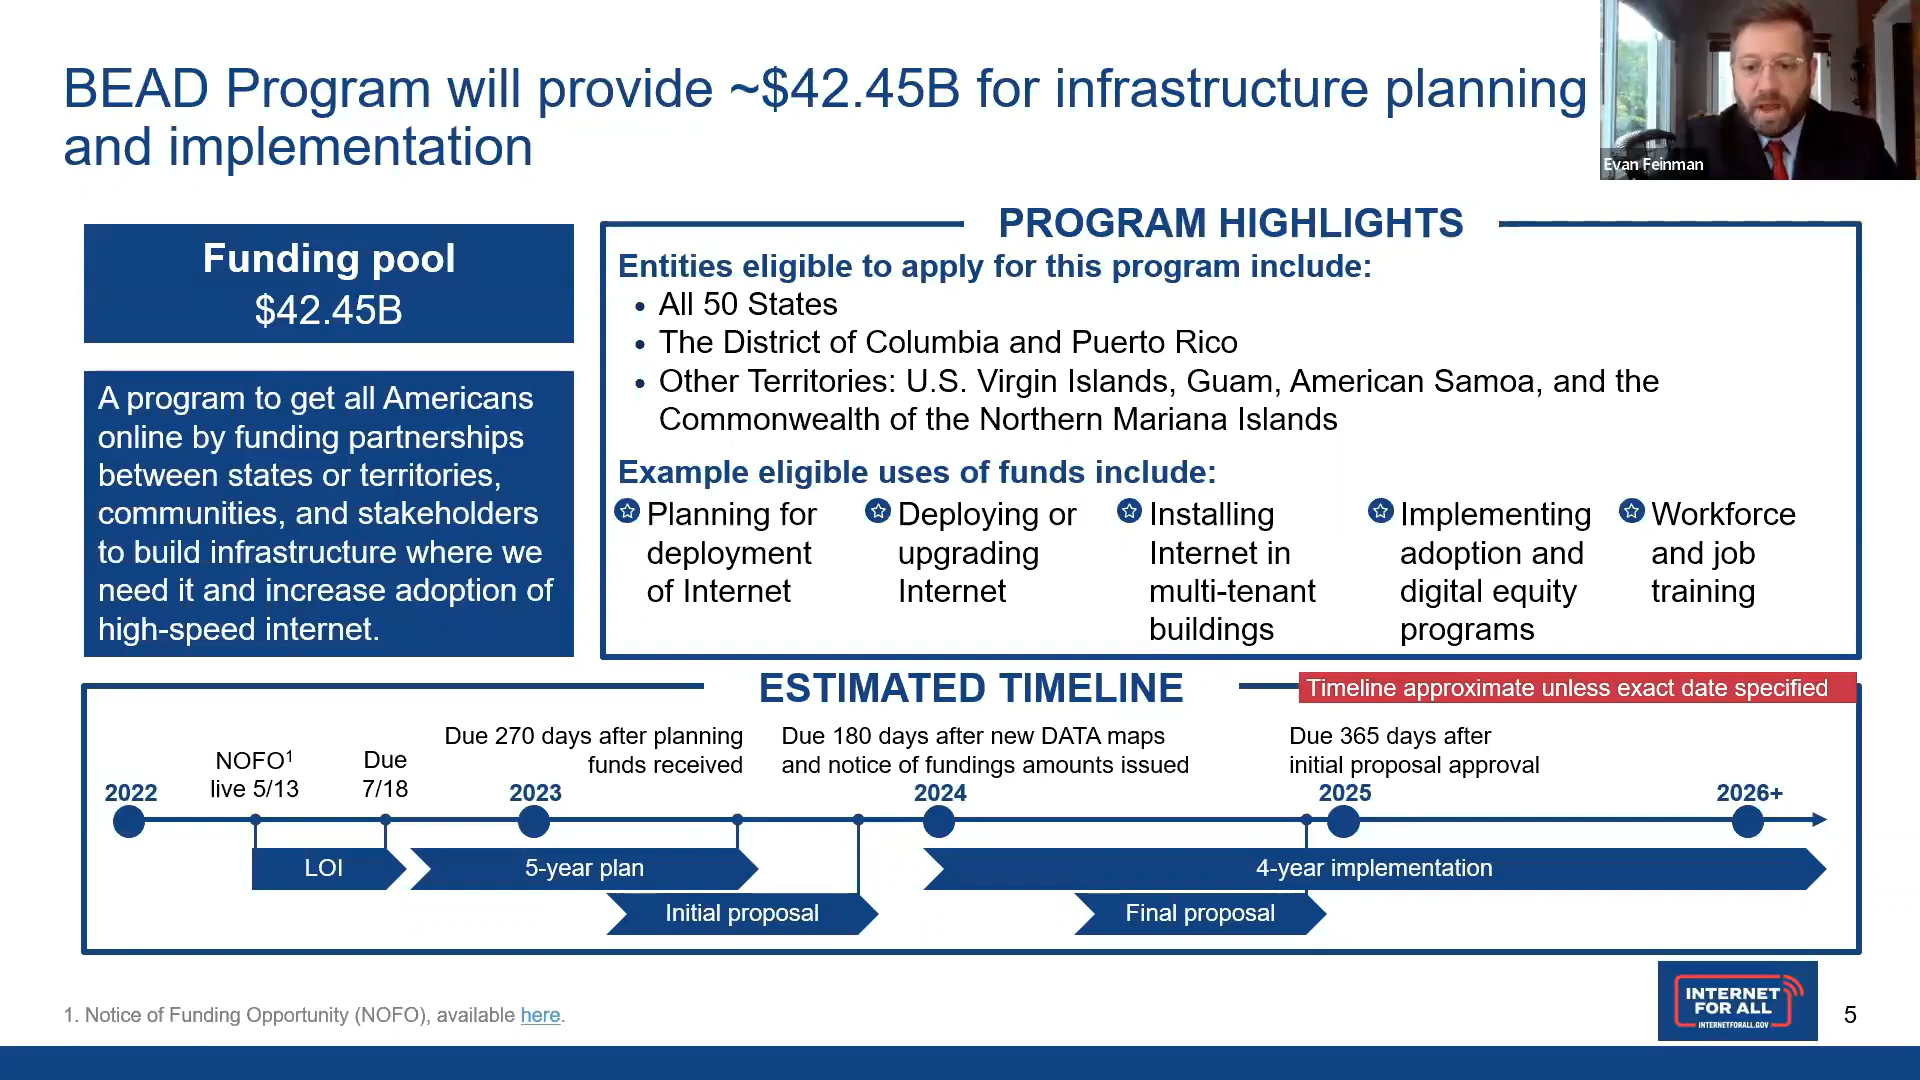 BEAD Program will provide ~$42.45B for infrastructure planning
and implementation
Evan Feinman
Funding pool
$42.45B
A program to get all Americans
online by funding partnerships
between states or territories,
communities, and stakeholders
to build infrastructure where we
need it and increase adoption of
high-speed internet.
PROGRAM HIGHLIGHTS
Entities eligible to apply for this program include:
• All 50 States
• The District of Columbia and Puerto Rico
• Other Territories: U.S. Virgin Islands, Guam, American Samoa, and the
Commonwealth of the Northern Mariana Islands
Example eligible uses of funds include:
Planning for
deployment
of Internet
Deploying or
upgrading
Internet
Installing
Internet in
multi-tenant
buildings
Implementing
adoption and
digital equity
programs
Workforce
and job
training
ESTIMATED TIMELINE
Timeline approximate unless exact date specified
NOFO¹
live 5/13
Due
7/18
Due 270 days after planning
funds received
Due 180 days after new DATA maps
and notice of fundings amounts issued
Due 365 days after
initial proposal approval
2022
2023
2024
2025
2026+
LOI
5-year plan
4-year implementation
Initial proposal
Final proposal
1. Notice of Funding Opportunity (NOFO), available here.
INTERNET
FOR ALL
INTERNETFORALL.GOV
5